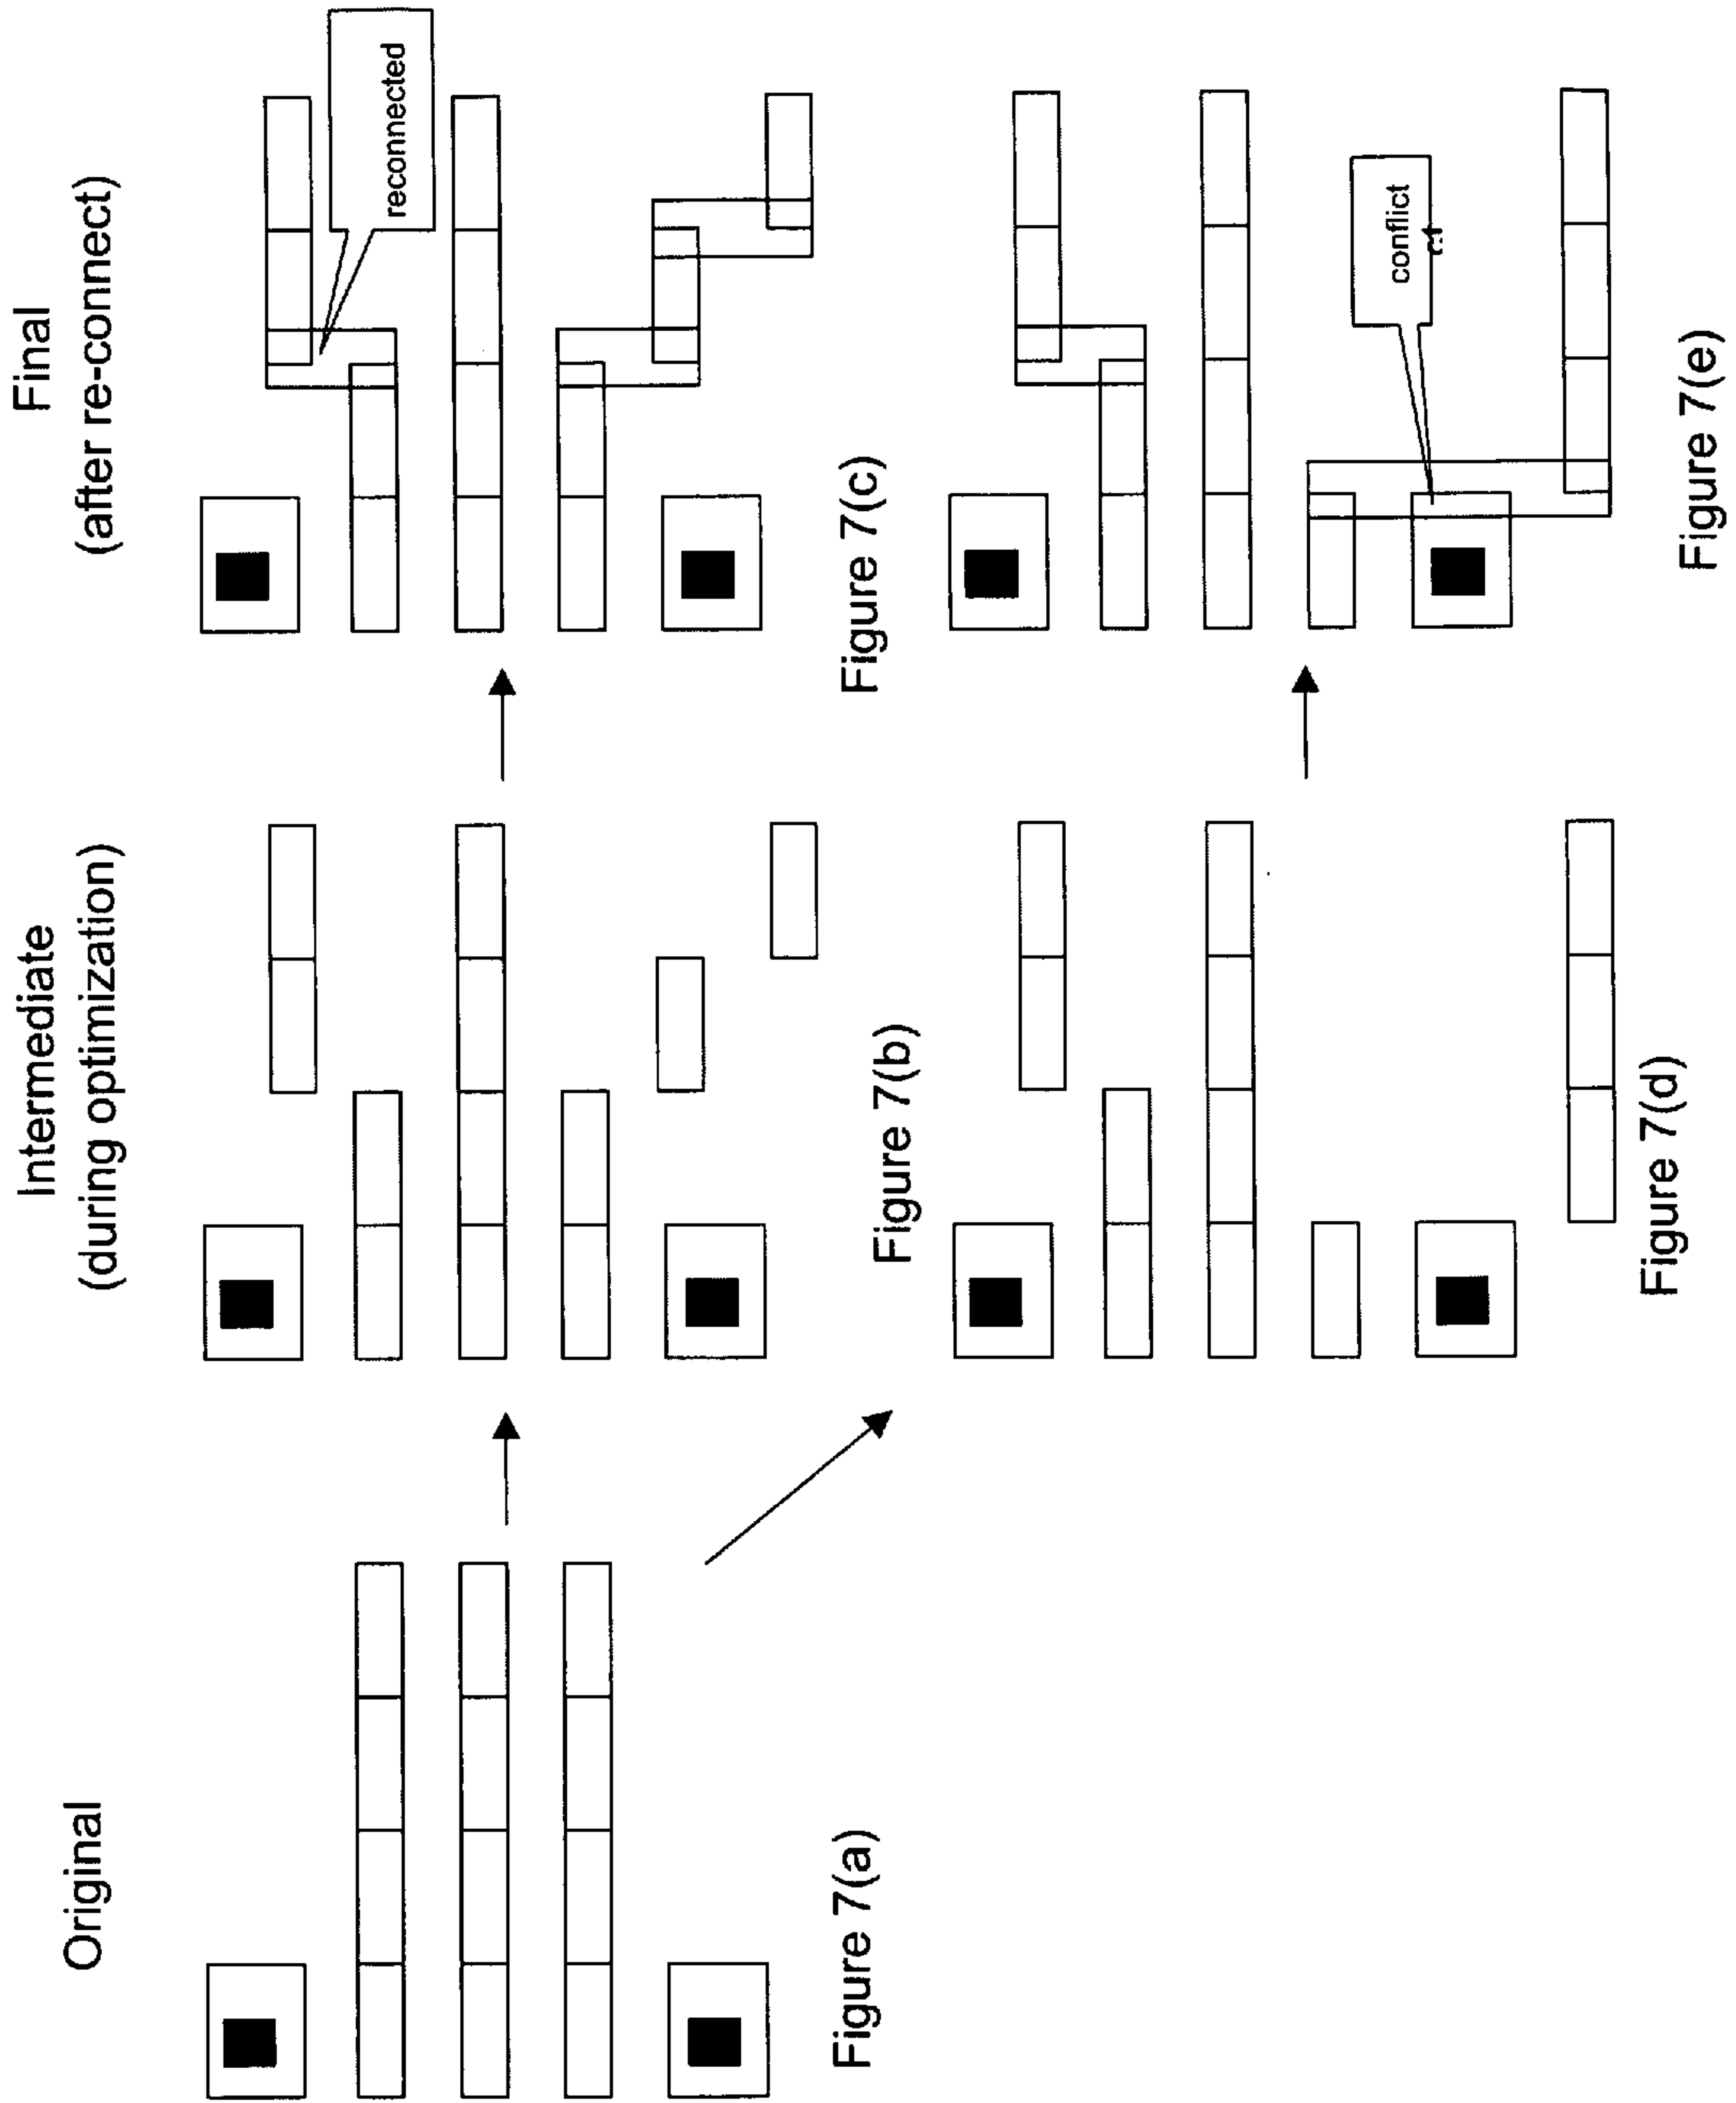 Original
Intermediate
(during optimization)
Final
(after re-connect)
reconnected
Figure 7(a)
Figure 7(b)
Figure 7(c)
conflict
Figure 7(d)
Figure 7(e)